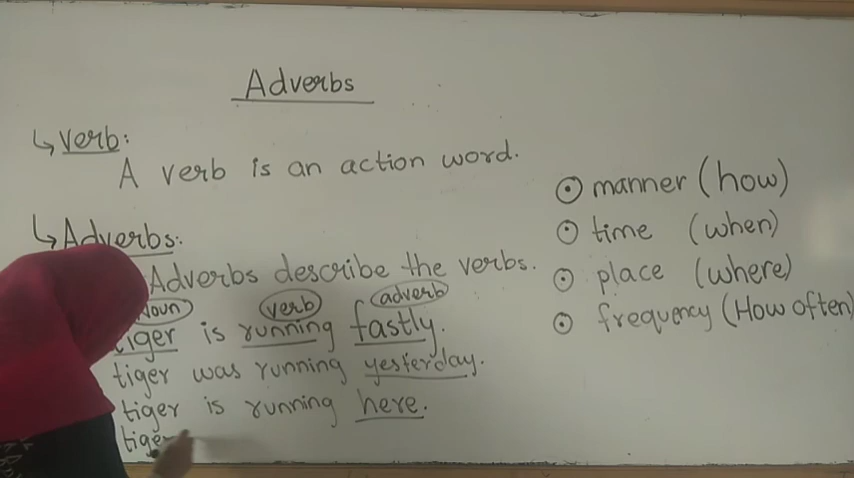 Adverbs
↳ verb:
A verb is an action word.
↳ Adverbs:
Adverbs describe the verbs.
noun verb adverb
tiger is running fastly.
tiger was running yesterday.
tiger is running here.
tiger
⊙ manner (how)
⊙ time (when)
⊙ place (where)
⊙ frequency (How often)